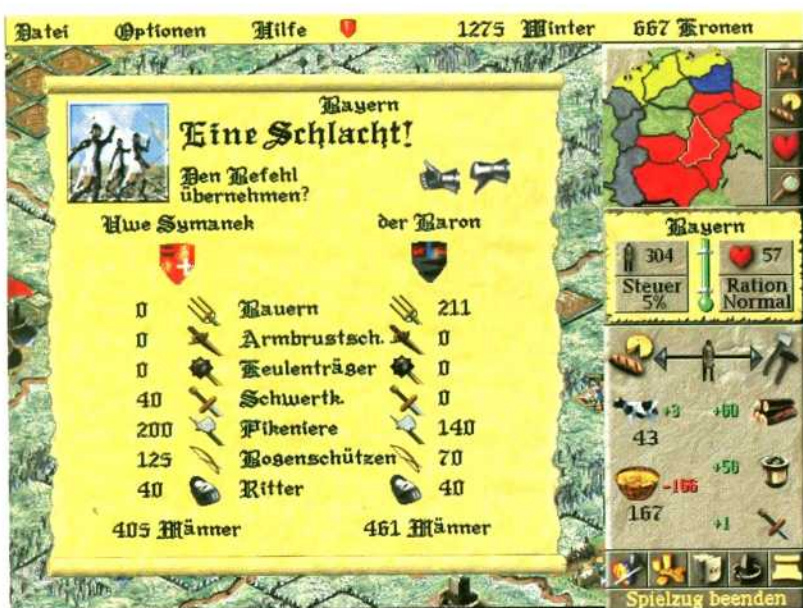 Datei Optionen Hilfe 1275 Winter 667 Kronen
Bayern
Eine Schlacht!
Den Befehl
übernehmen?
Uwe Symanek der Baron
0 Bauern 211
0 Armbrustsch. 0
0 Keulenträger 0
40 Schwertk. 0
200 Pikeniere 140
125 Bogenschützen 70
40 Ritter 40
405 Männer 461 Männer
Bayern
304 57
Steuer
5%
Ration
Normal
+3 +60
43
+50
-166
167
+1
Spielzug beenden